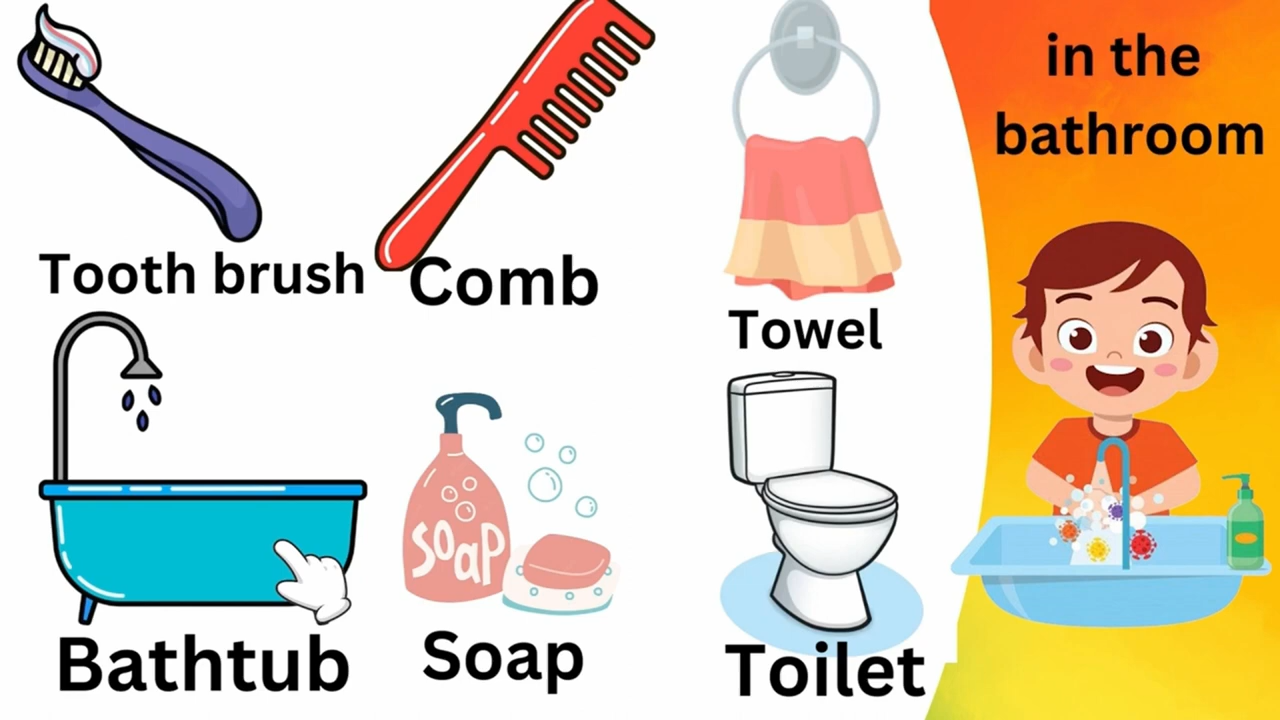 in the
bathroom
Tooth brush
Comb
Towel
soap
Bathtub
Soap
Toilet